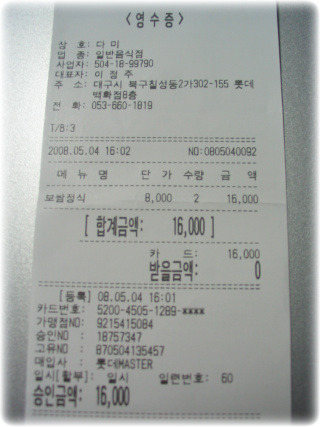 <영수증>
상 호: 다미
업 종: 일반음식점
사업자: 504-18-99790
대표자: 이 정 주
주 소: 대구시 북구칠성동2가302-155 롯데
백화점8층
전 화: 053-660-1819
1/8:3
2008.05.04 16:02 NO:0805040092
메 뉴 명 단 가 수량 금 액
보쌈정식 8,000 2 16,000
[ 합계금액: 16,000 ]
카 드: 16,000
받을금액: 0
[등록] 08.05.04 16:01
카드번호: 5200-4505-1289-****
가맹점NO: 9215415084
승인NO : 18757347
고유NO : 870504135457
매입사 : 롯데MASTER
일시[할부]: 일시 일련번호: 60
승인금액: 16,000